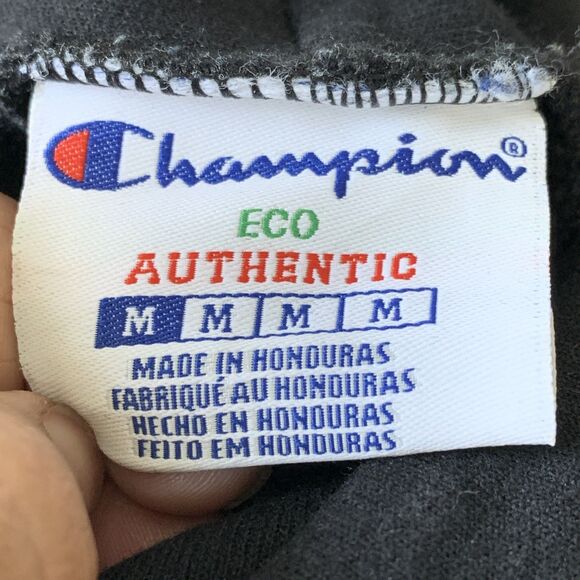 Champion®
ECO
AUTHENTIC
M M M M
MADE IN HONDURAS
FABRIQUÉ AU HONDURAS
HECHO EN HONDURAS
FEITO EM HONDURAS